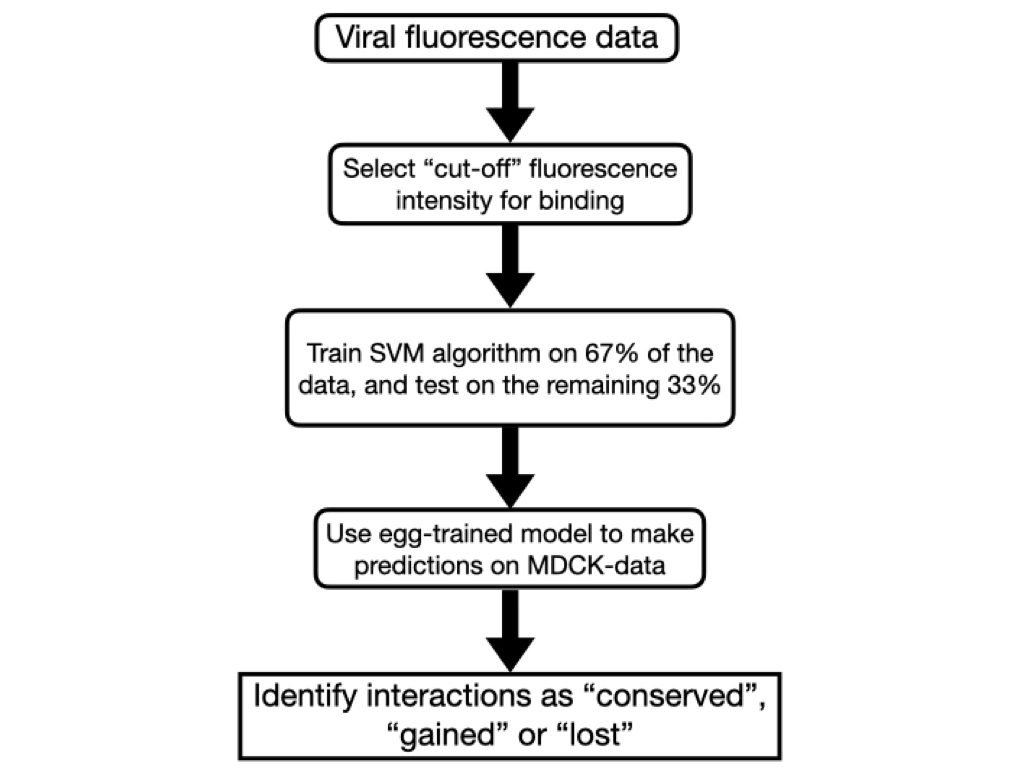 Viral fluorescence data
Select “cut-off” fluorescence
intensity for binding
Train SVM algorithm on 67% of the
data, and test on the remaining 33%
Use egg-trained model to make
predictions on MDCK-data
Identify interactions as “conserved”,
“gained” or “lost”